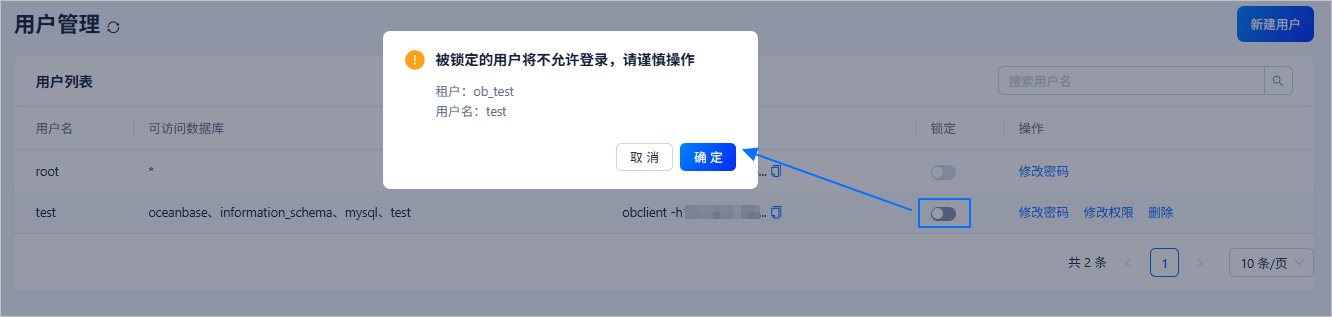 用户管理
新建用户
被锁定的用户将不允许登录，请谨慎操作
租户：ob_test
用户名：test
取 消
确 定
用户列表
搜索用户名
用户名 可访问数据库 锁定 操作
root * ... 修改密码
test oceanbase、information_schema、mysql、test obclient -h ... 修改密码 修改权限 删除
共 2 条 < 1 > 10 条/页